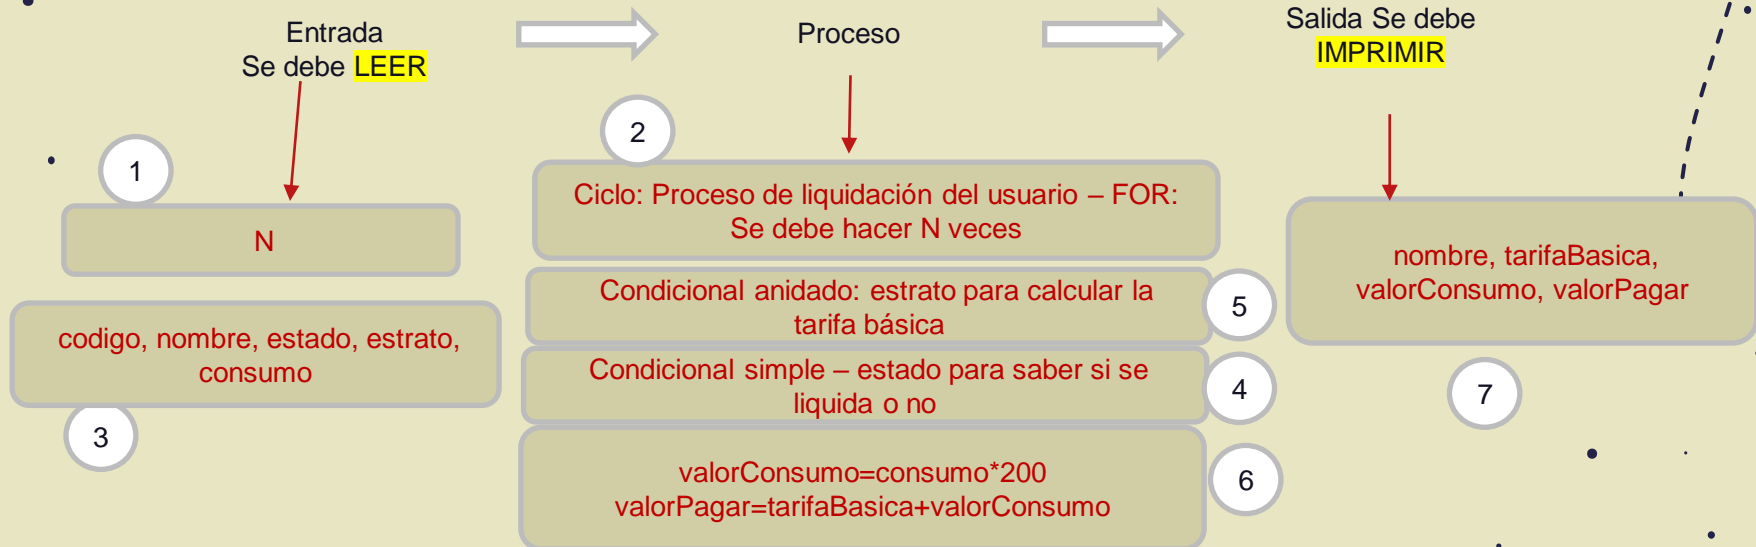 Entrada
Se debe LEER
Proceso
Salida Se debe
IMPRIMIR
1
N
codigo, nombre, estado, estrato,
consumo
3
2
Ciclo: Proceso de liquidación del usuario – FOR:
Se debe hacer N veces
Condicional anidado: estrato para calcular la
tarifa básica
5
Condicional simple – estado para saber si se
liquida o no
4
valorConsumo=consumo*200
valorPagar=tarifaBasica+valorConsumo
6
nombre, tarifaBasica,
valorConsumo, valorPagar
7